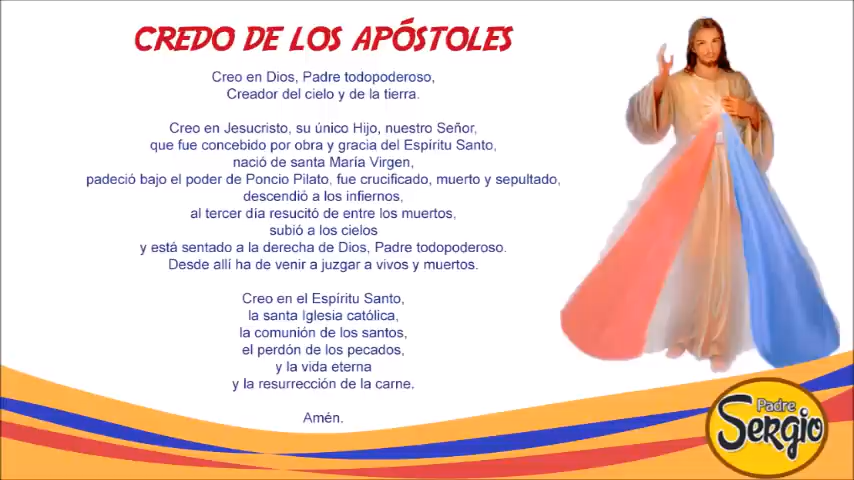 CREDO DE LOS APÓSTOLES
Creo en Dios, Padre todopoderoso,
Creador del cielo y de la tierra.
Creo en Jesucristo, su único Hijo, nuestro Señor,
que fue concebido por obra y gracia del Espíritu Santo,
nació de santa María Virgen,
padeció bajo el poder de Poncio Pilato, fue crucificado, muerto y sepultado,
descendió a los infiernos,
al tercer día resucitó de entre los muertos,
subió a los cielos
y está sentado a la derecha de Dios, Padre todopoderoso.
Desde allí ha de venir a juzgar a vivos y muertos.
Creo en el Espíritu Santo,
la santa Iglesia católica,
la comunión de los santos,
el perdón de los pecados,
y la vida eterna
y la resurrección de la carne.
Amén.
Padre
Sergio